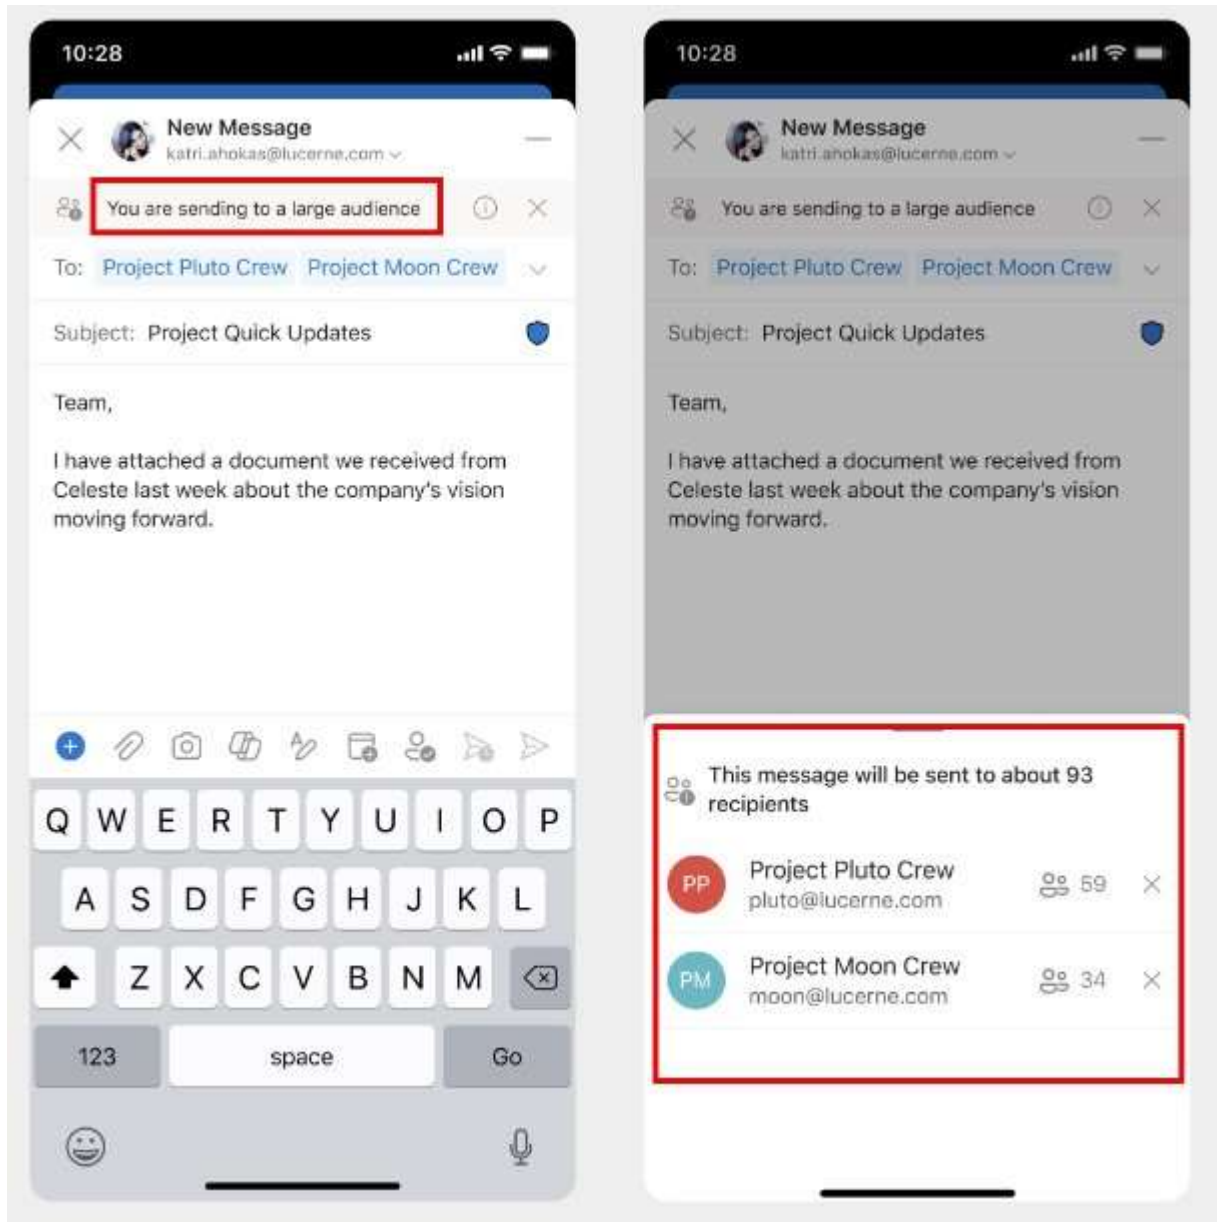 10:28
New Message
katri.ahokas@lucerne.com
You are sending to a large audience
To: Project Pluto Crew Project Moon Crew
Subject: Project Quick Updates
Team,
I have attached a document we received from
Celeste last week about the company's vision
moving forward.
Q W E R T Y U I O P
A S D F G H J K L
Z X C V B N M
123 space Go
10:28
New Message
katri.ahokas@lucerne.com
You are sending to a large audience
To: Project Pluto Crew Project Moon Crew
Subject: Project Quick Updates
Team,
I have attached a document we received from
Celeste last week about the company's vision
moving forward.
This message will be sent to about 93
recipients
PP Project Pluto Crew 59
pluto@lucerne.com
PM Project Moon Crew 34
moon@lucerne.com